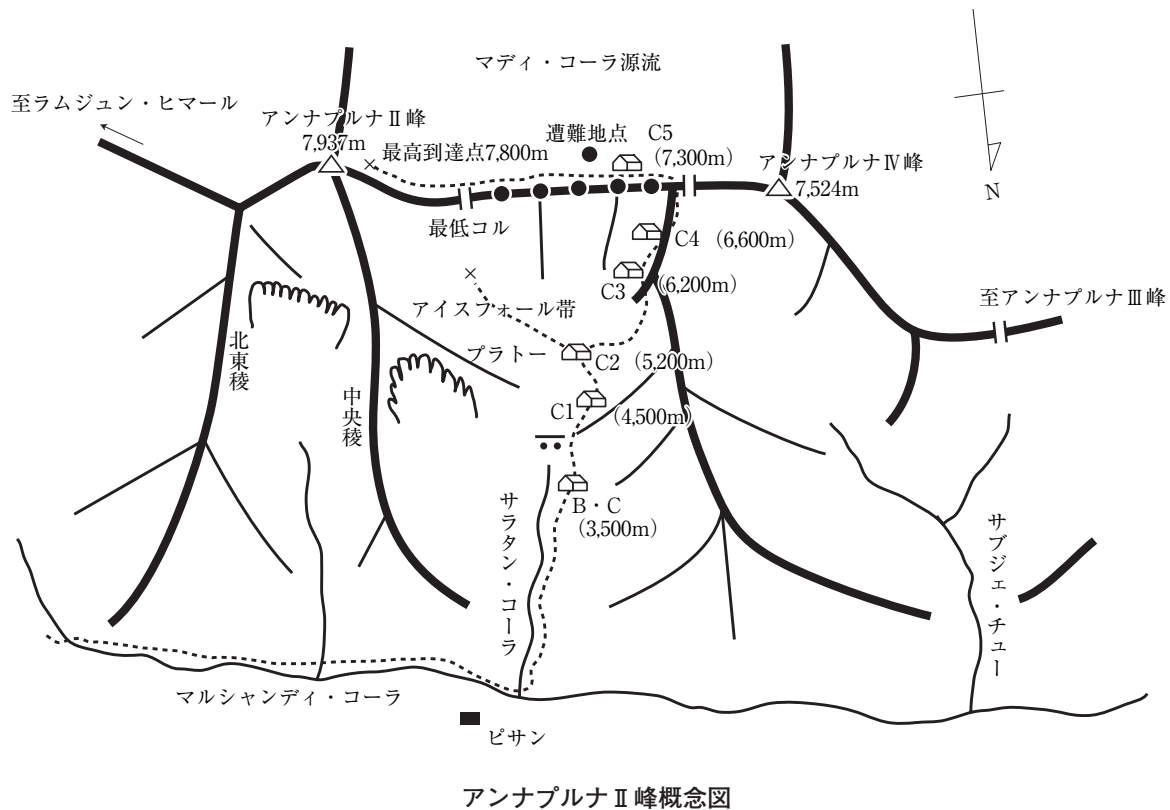 マディ・コーラ源流
至ラムジュン・ヒマール
アンナプルナⅡ峰
7,937m
最高到達点7,800m
遭難地点
C5
(7,300m)
アンナプルナⅣ峰
7,524m
N
最低コル
C4 (6,600m)
C3
(6,200m)
至アンナプルナⅢ峰
アイスフォール帯
プラトー
C2 (5,200m)
北東稜
中央稜
C1
(4,500m)
B・C
(3,500m)
サラタン・コーラ
サブジェ・チュー
マルシャンディ・コーラ
ピサン
アンナプルナⅡ峰概念図